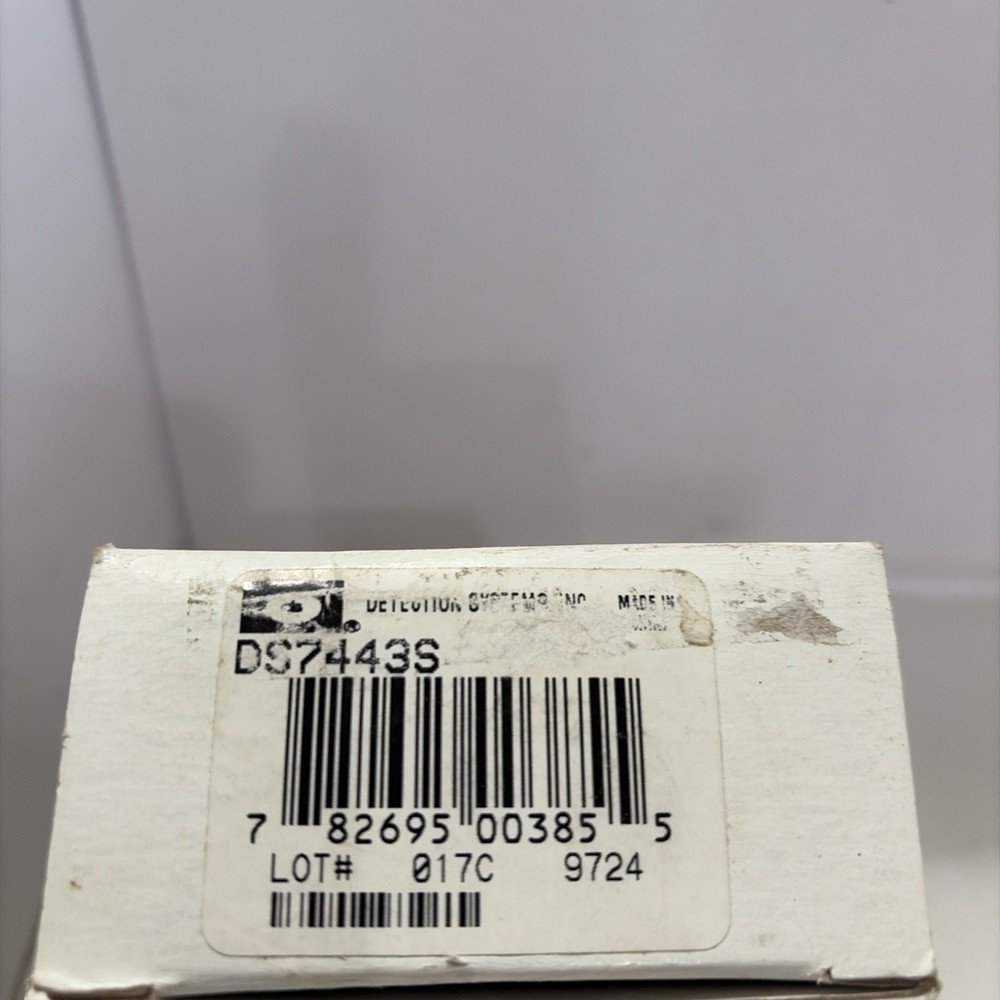 DETECTION SYSTEMS INC MADE IN
DS7443S
7 82695 00385 5
LOT# 017C 9724